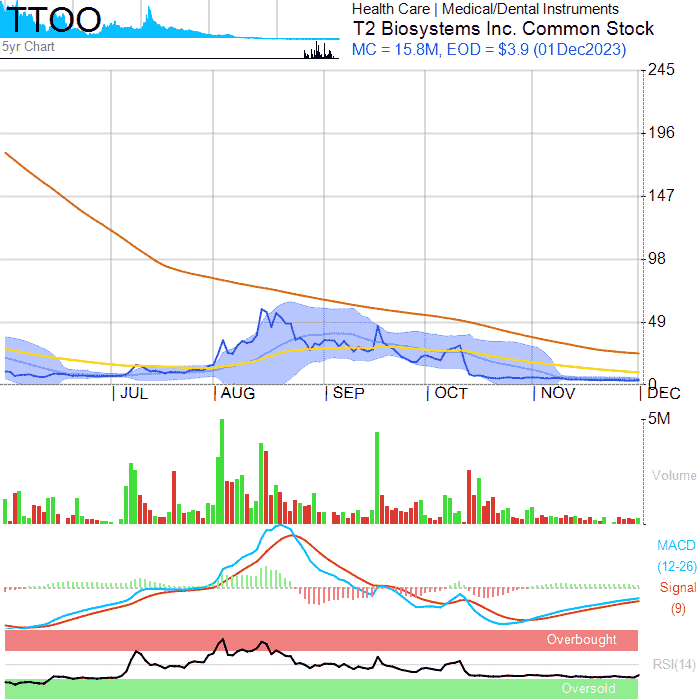 TTOO
5yr Chart
Health Care | Medical/Dental Instruments
T2 Biosystems Inc. Common Stock
MC = 15.8M, EOD = $3.9 (01Dec2023)
245
196
147
98
49
0
JUL AUG SEP OCT NOV DEC
5M
Volume
MACD
(12-26)
Signal
(9)
Overbought
RSI(14)
Oversold